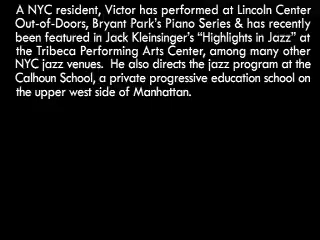 A NYC resident, Victor has performed at Lincoln Center
Out-of-Doors, Bryant Park’s Piano Series & has recently
been featured in Jack Kleinsinger’s “Highlights in Jazz” at
the Tribeca Performing Arts Center, among many other
NYC jazz venues.  He also directs the jazz program at the
Calhoun School, a private progressive education school on
the upper west side of Manhattan.